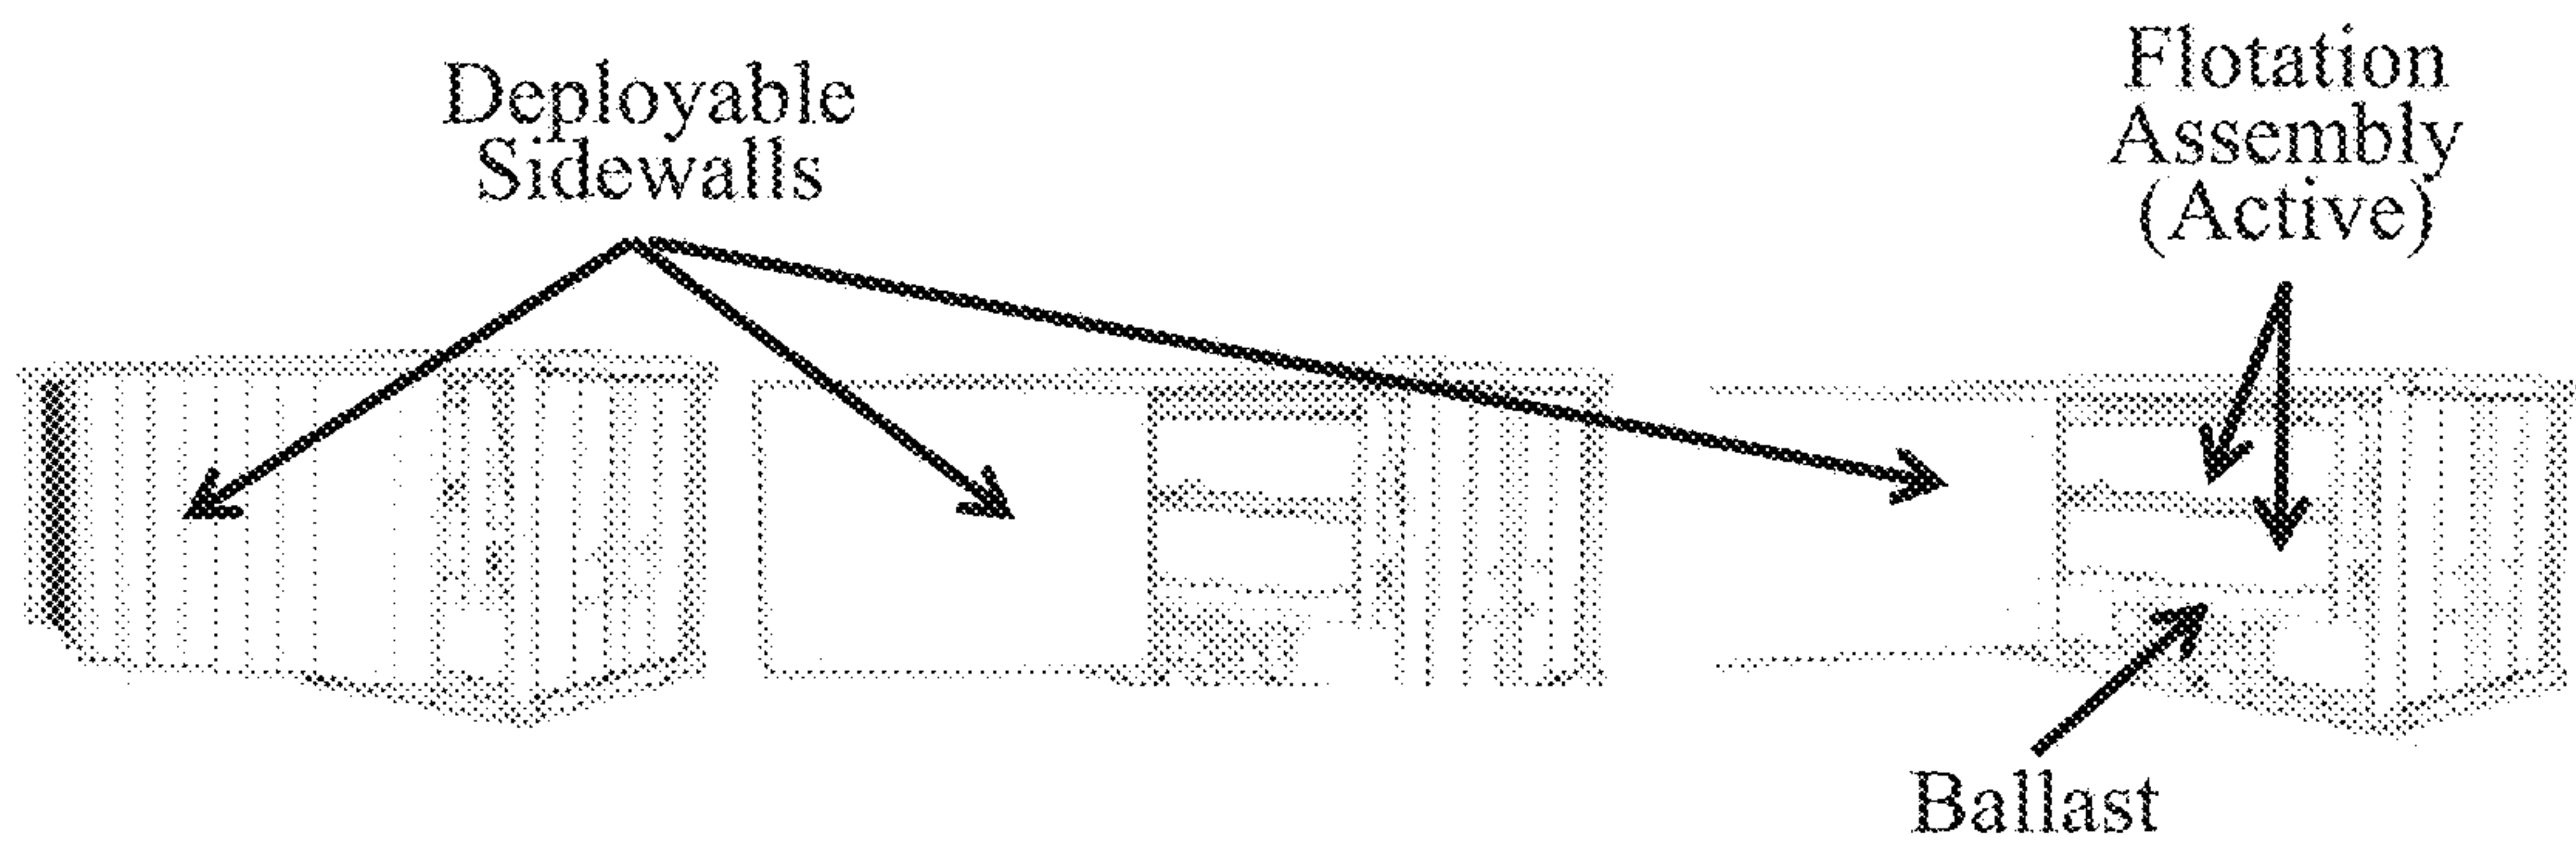 Deployable
Sidewalls
Flotation
Assembly
(Active)
Ballast